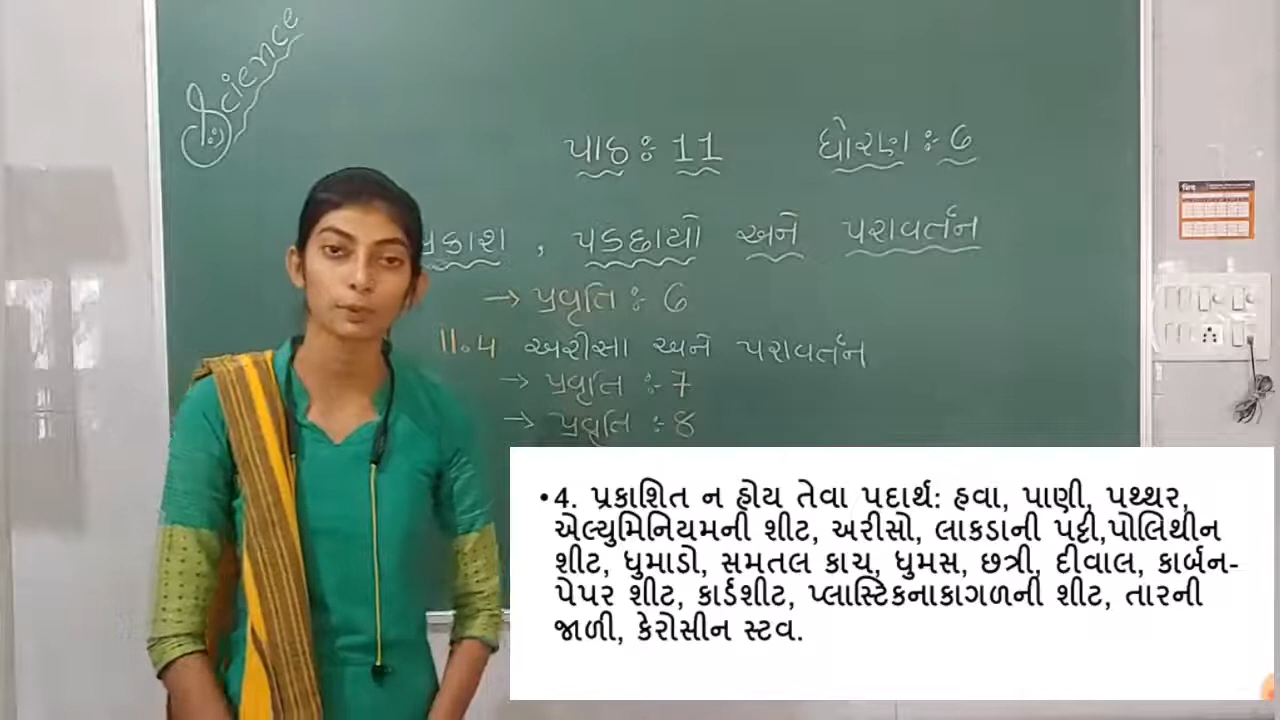 Science
પાઠ : 11
ધોરણ : 6
પ્રકાશ , પડછાયો અને પરાવર્તન
→ પ્રવૃતિ : 6
11.4 અરીસા અને પરાવર્તન
→ પ્રવૃતિ :- 7
→ પ્રવૃતિ :- 8
•4. પ્રકાશિત ન હોય તેવા પદાર્થ: હવા, પાણી, પથ્થર,
એલ્યુમિનિયમની શીટ, અરીસો, લાકડાની પટ્ટી,પોલિથીન
શીટ, ધુમાડો, સમતલ કાચ, ધુમસ, છત્રી, દીવાલ, કાર્બન-
પેપર શીટ, કાર્ડશીટ, પ્લાસ્ટિકનાકાગળની શીટ, તારની
જાળી, કેરોસીન સ્ટવ.